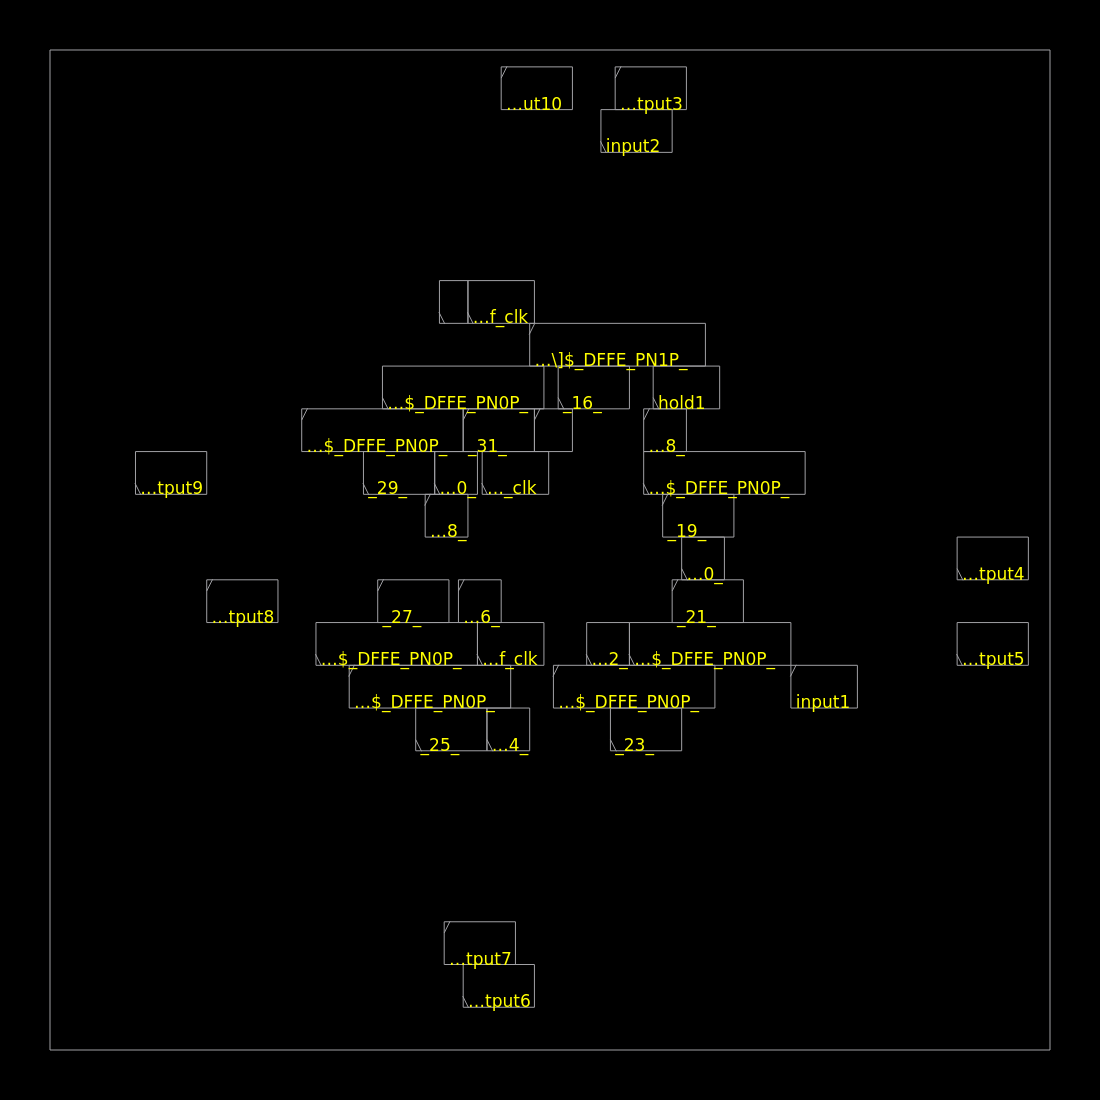 ...ut10
...tput3
input2
...f_clk
...\]$_DFFE_PN1P_
...$_DFFE_PN0P_
_16_
hold1
...$_DFFE_PN0P_
_31_
...8_
...tput9
_29_
...0_
..._clk
...$_DFFE_PN0P_
...8_
_19_
...0_
...tput4
...tput8
_27_
...6_
_21_
...$_DFFE_PN0P_
...f_clk
...2_
...$_DFFE_PN0P_
...tput5
...$_DFFE_PN0P_
...$_DFFE_PN0P_
input1
_25_
...4_
_23_
...tput7
...tput6